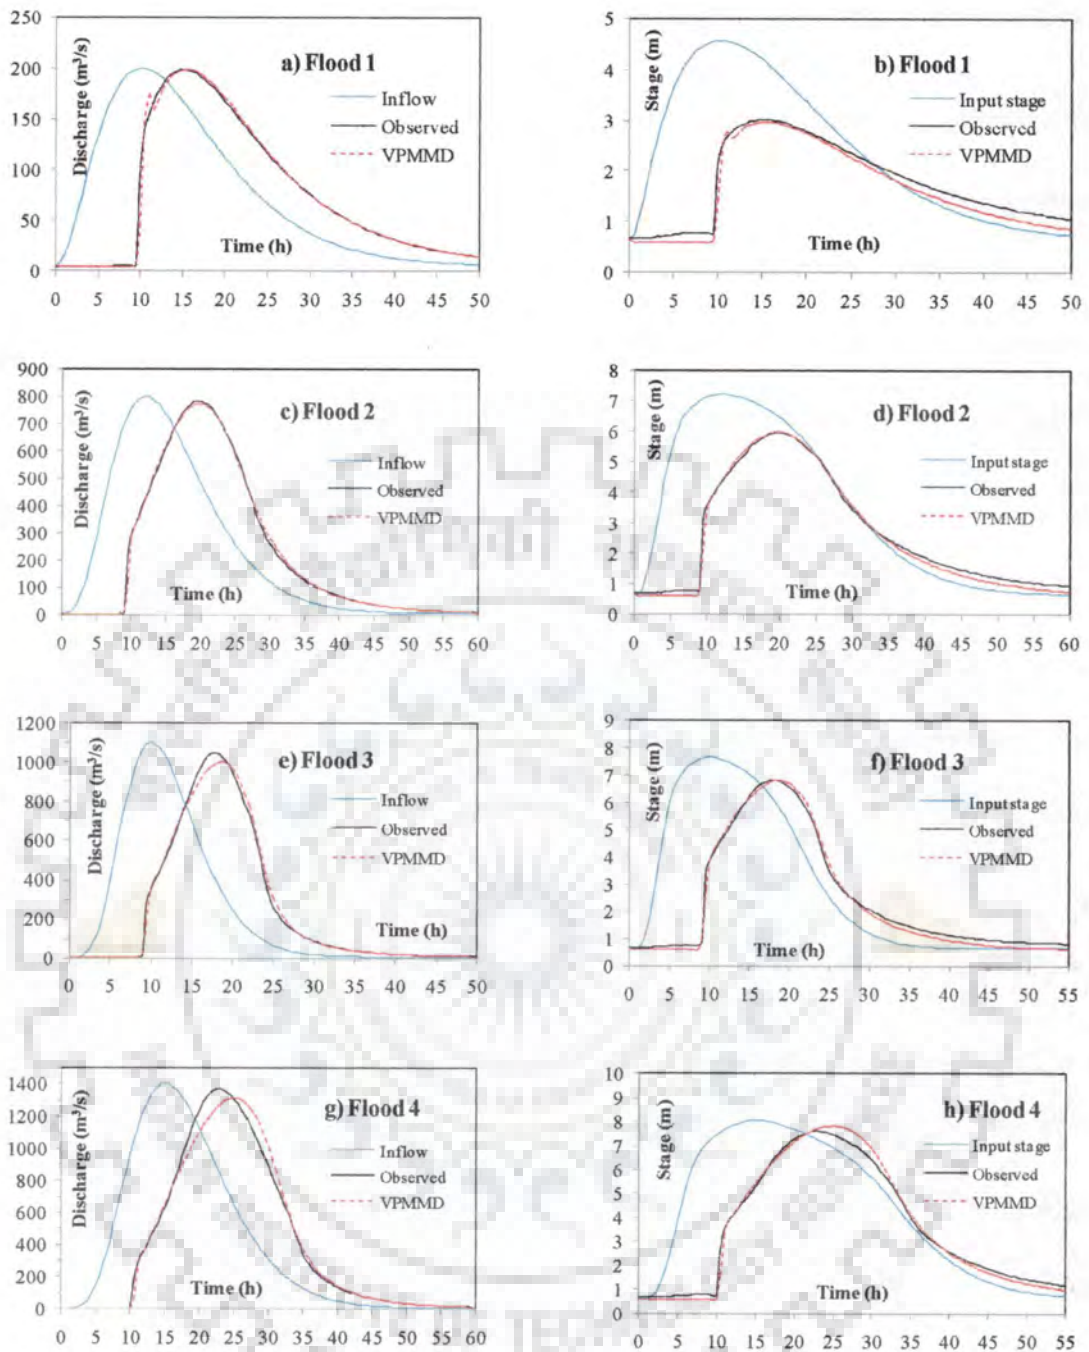 250
200
150
100
50
0
Discharge (m³/s)
a) Flood 1
Inflow
Observed
VPMMD
Time (h)
0 5 10 15 20 25 30 35 40 45 50
5
4
3
2
1
0
Stage (m)
b) Flood 1
Input stage
Observed
VPMMD
Time (h)
0 5 10 15 20 25 30 35 40 45 50
900
800
700
600
500
400
300
200
100
0
Discharge (m³/s)
c) Flood 2
Inflow
Observed
VPMMD
Time (h)
0 5 10 15 20 25 30 35 40 45 50 55 60
8
7
6
5
4
3
2
1
0
Stage (m)
d) Flood 2
Input stage
Observed
VPMMD
Time (h)
0 5 10 15 20 25 30 35 40 45 50 55 60
1200
1000
800
600
400
200
0
Discharge (m³/s)
e) Flood 3
Inflow
Observed
VPMMD
Time (h)
0 5 10 15 20 25 30 35 40 45 50
9
8
7
6
5
4
3
2
1
0
Stage (m)
f) Flood 3
Input stage
Observed
VPMMD
Time (h)
0 5 10 15 20 25 30 35 40 45 50 55
1400
1200
1000
800
600
400
200
0
Discharge (m³/s)
g) Flood 4
Inflow
Observed
VPMMD
Time (h)
0 5 10 15 20 25 30 35 40 45 50 55 60
10
9
8
7
6
5
4
3
2
1
0
Stage (m)
h) Flood 4
Input stage
Observed
VPMMD
Time (h)
0 5 10 15 20 25 30 35 40 45 50 55